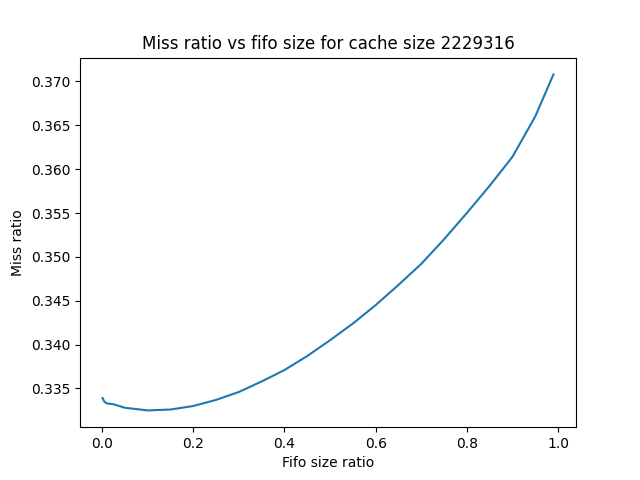 Miss ratio vs fifo size for cache size 2229316
0.370
0.365
0.360
0.355
0.350
0.345
0.340
0.335
Miss ratio
0.0 0.2 0.4 0.6 0.8 1.0
Fifo size ratio